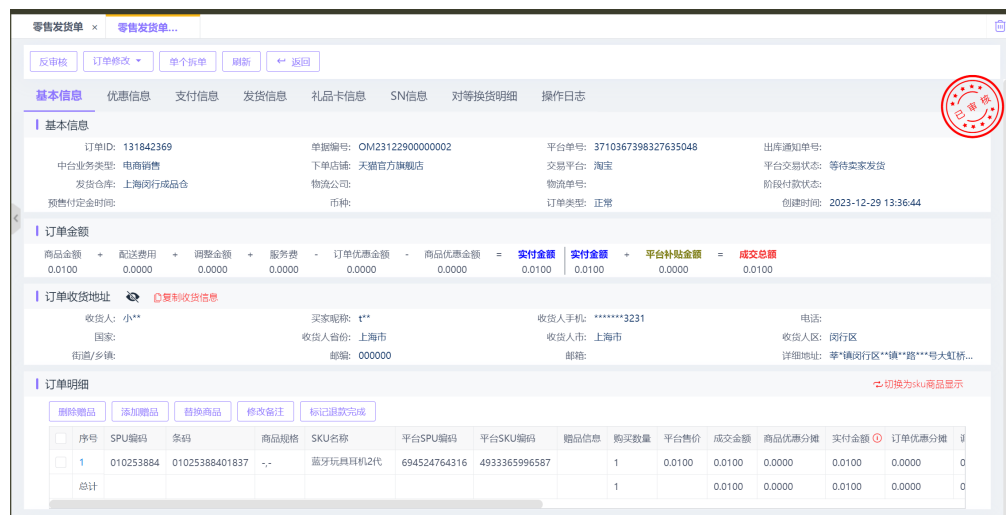 零售发货单 × 零售发货单...
反审核 订单修改 单个拆单 刷新 返回
基本信息 优惠信息 支付信息 发货信息 礼品卡信息 SN信息 对等换货明细 操作日志
已审核
基本信息
订单ID: 131842369 单据编号: OM23122900000002 平台单号: 3710367398327635048 出库通知单号:
中台业务类型: 电商销售 下单店铺: 天猫官方旗舰店 交易平台: 淘宝 平台交易状态: 等待卖家发货
发货仓库: 上海闵行成品仓 物流公司: 物流单号: 阶段付款状态:
预售付定金时间: 币种: 订单类型: 正常 创建时间: 2023-12-29 13:36:44
订单金额
商品金额 + 配送费用 + 调整金额 + 服务费 - 订单优惠金额 - 商品优惠金额 = 实付金额 实付金额 + 平台补贴金额 = 成交总额
0.0100 0.0000 0.0000 0.0000 0.0000 0.0000 0.0100 0.0100 0.0000 0.0100
订单收货地址 复制收货信息
收货人: 小** 买家昵称: t** 收货人手机: *******3231 电话:
国家: 收货人省份: 上海市 收货人市: 上海市 收货人区: 闵行区
街道/乡镇: 邮编: 000000 邮箱: 详细地址: 莘*镇闵行区**镇**路***号大虹桥...
订单明细 切换为sku商品显示
删除赠品 添加赠品 替换商品 修改备注 标记退款完成
序号 SPU编码 条码 商品规格 SKU名称 平台SPU编码 平台SKU编码 赠品信息 购买数量 平台售价 成交金额 商品优惠分摊 实付金额 订单优惠分摊
1 010253884 01025388401837 -,- 蓝牙玩具耳机2代 694524764316 4933365996587 1 0.0100 0.0100 0.0000 0.0100 0.0000
总计 1 0.0100 0.0000 0.0100 0.0000